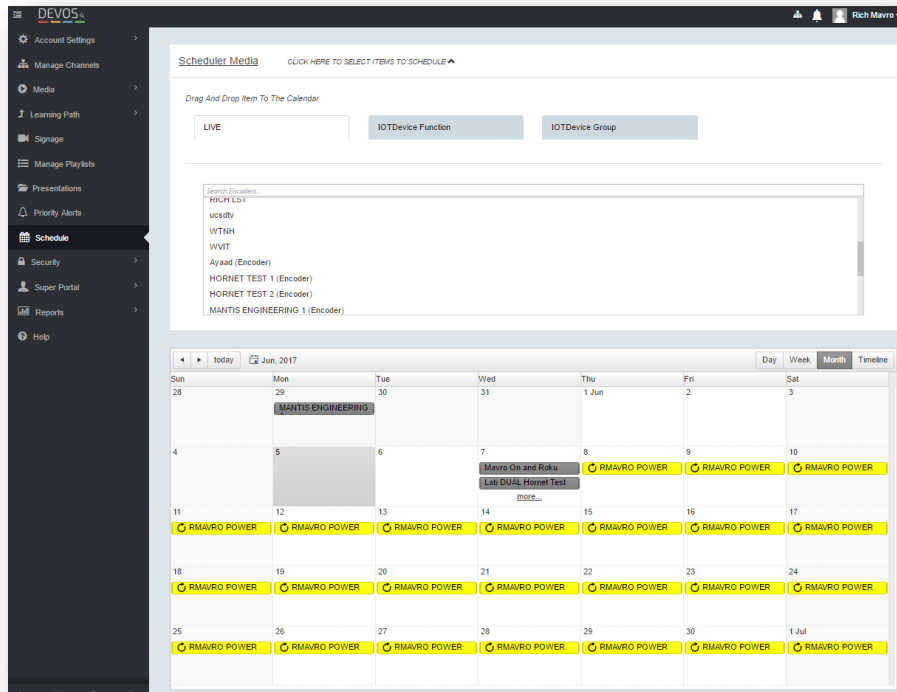 DEVOS4
Rich Mavro
Account Settings
Manage Channels
Media
Learning Path
Signage
Manage Playlists
Presentations
Priority Alerts
Schedule
Security
Super Portal
Reports
Help
Scheduler Media CLICK HERE TO SELECT ITEMS TO SCHEDULE
Drag And Drop Item To The Calendar
LIVE IOTDevice Function IOTDevice Group
Search Encoders...
RICH.LST
ucsdtv
WTNH
WVIT
Ayaad (Encoder)
HORNET TEST 1 (Encoder)
HORNET TEST 2 (Encoder)
MANTIS ENGINEERING 1 (Encoder)
today Jun, 2017 Day Week Month Timeline
Sun Mon Tue Wed Thu Fri Sat
28 29 30 31 1 Jun 2 3
MANTIS ENGINEERING
4 5 6 7 8 9 10
Mavro On and Roku RMAVRO POWER RMAVRO POWER RMAVRO POWER
Lab DUAL Hornet Test
more...
11 12 13 14 15 16 17
RMAVRO POWER RMAVRO POWER RMAVRO POWER RMAVRO POWER RMAVRO POWER RMAVRO POWER RMAVRO POWER
18 19 20 21 22 23 24
RMAVRO POWER RMAVRO POWER RMAVRO POWER RMAVRO POWER RMAVRO POWER RMAVRO POWER RMAVRO POWER
25 26 27 28 29 30 1 Jul
RMAVRO POWER RMAVRO POWER RMAVRO POWER RMAVRO POWER RMAVRO POWER RMAVRO POWER RMAVRO POWER